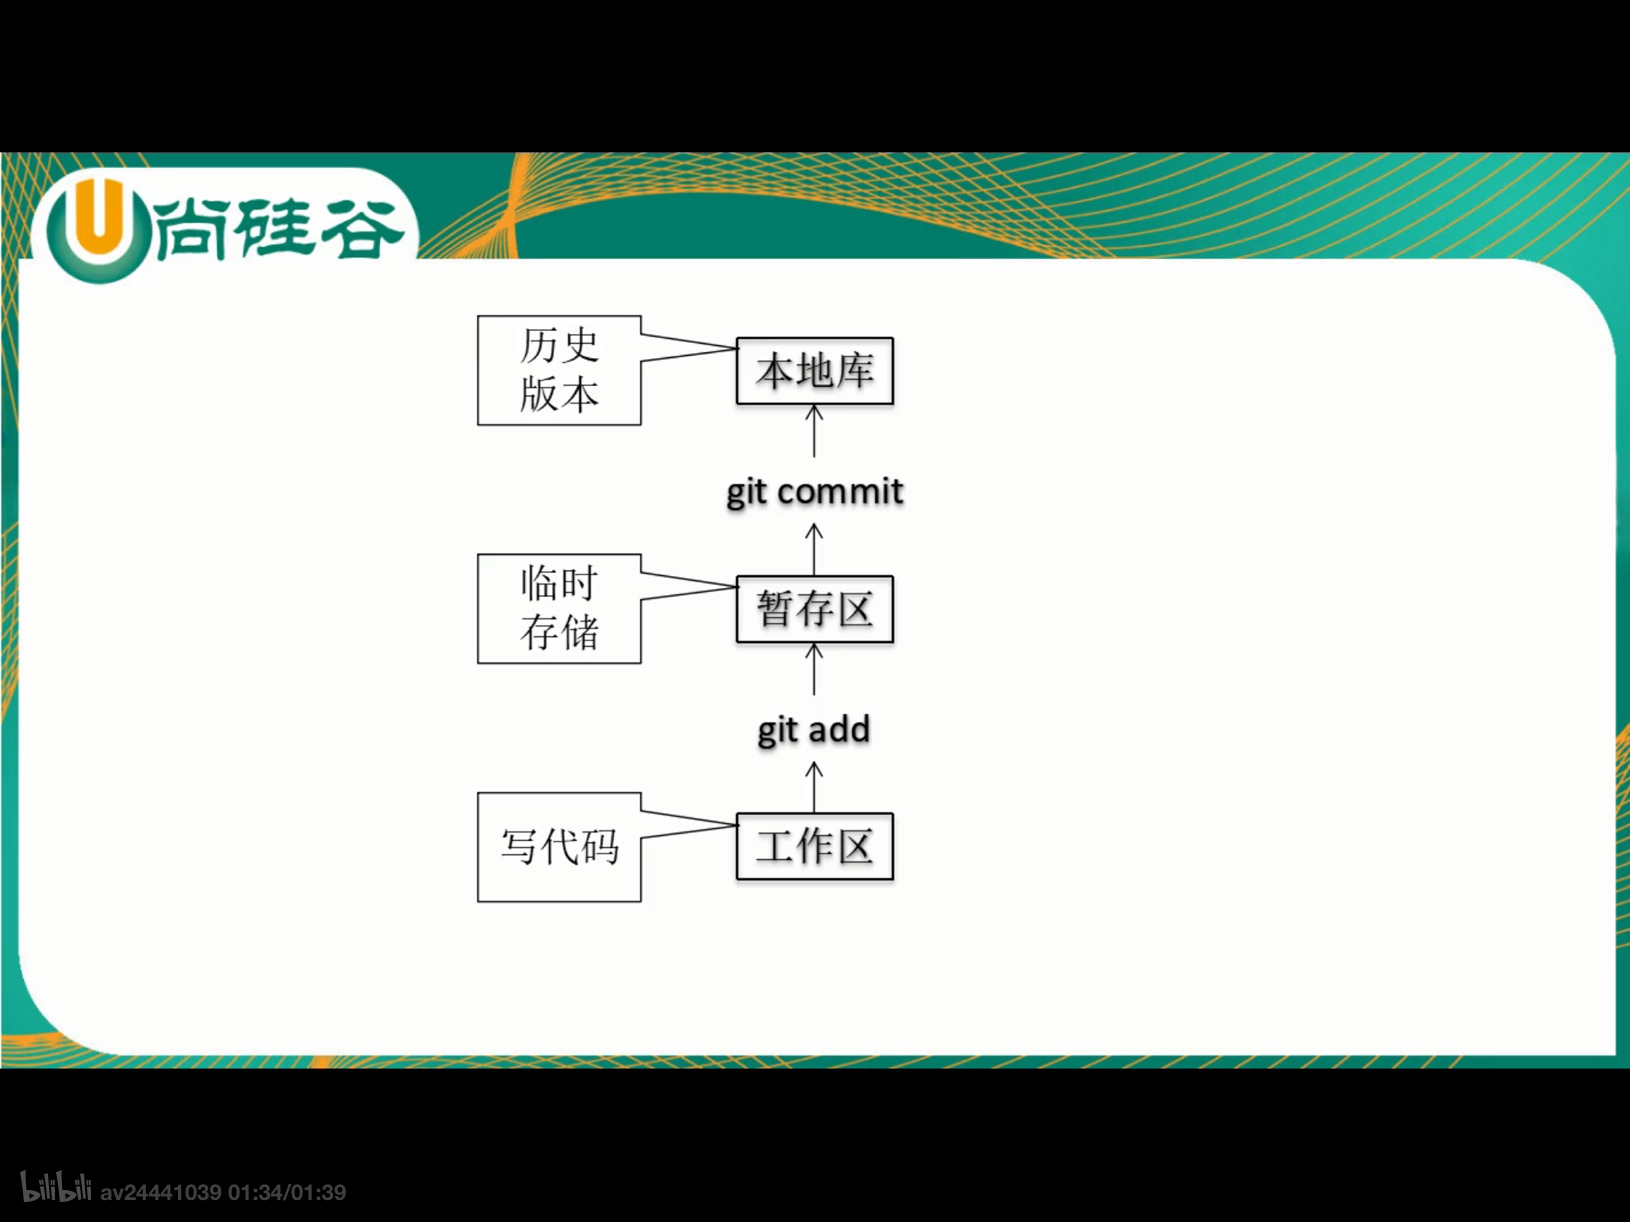 尚硅谷
历史
版本
本地库
git commit
临时
存储
暂存区
git add
写代码
工作区
bilibili av24441039 01:34/01:39